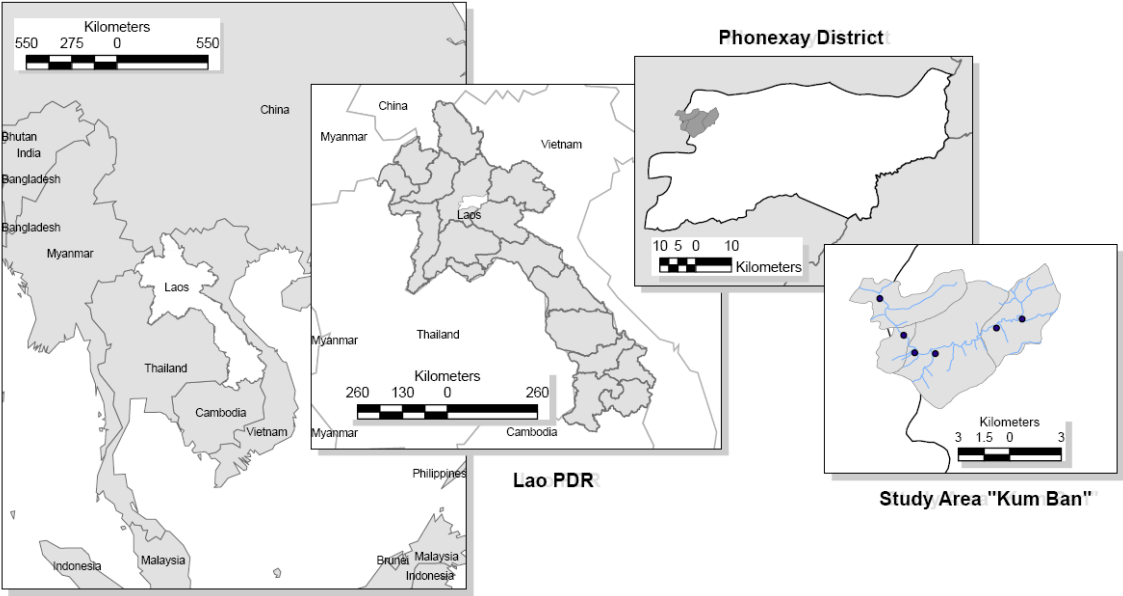 Kilometers
550 275 0 550
China
Bhutan
India
Bangladesh
Bangladesh
Myanmar
Laos
Thailand
Cambodia
Vietnam
Philippines
Malaysia
Indonesia
Brunei
Malaysia
Indonesia
China
Myanmar
Vietnam
Laos
Thailand
Myanmar
Kilometers
260 130 0 260
Myanmar
Cambodia
Lao PDR
Phonexay District
10 5 0 10
Kilometers
Kilometers
3 1.5 0 3
Study Area "Kum Ban"